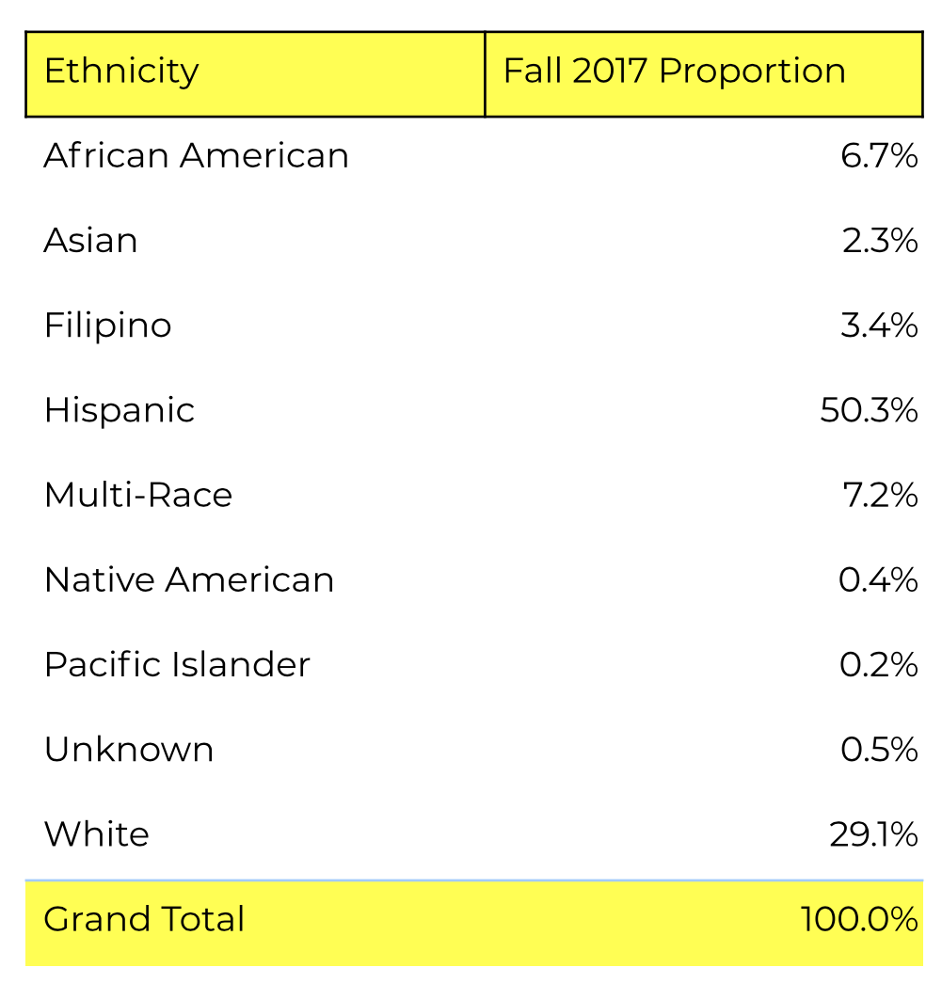 Ethnicity Fall 2017 Proportion
African American 6.7%
Asian 2.3%
Filipino 3.4%
Hispanic 50.3%
Multi-Race 7.2%
Native American 0.4%
Pacific Islander 0.2%
Unknown 0.5%
White 29.1%
Grand Total 100.0%